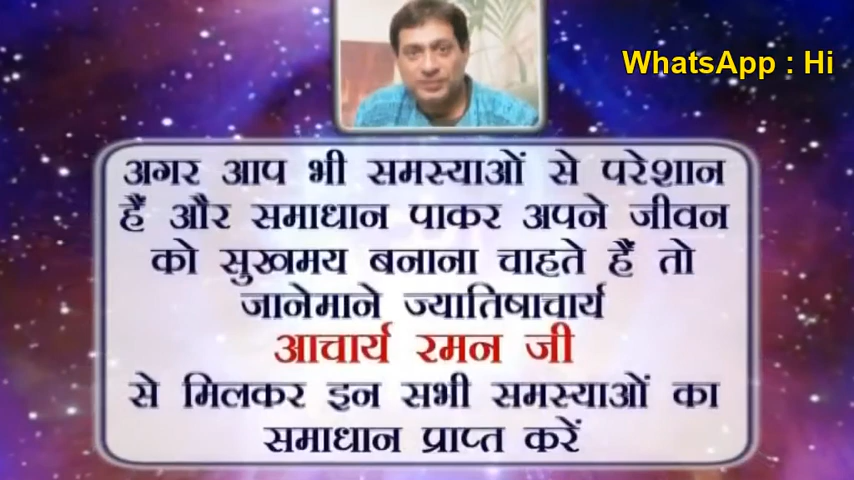 WhatsApp : Hi
अगर आप भी समस्याओं से परेशान
हैं और समाधान पाकर अपने जीवन
को सुखमय बनाना चाहते हैं तो
जानेमाने ज्यातिषाचार्य
आचार्य रमन जी
से मिलकर इन सभी समस्याओं का
समाधान प्राप्त करें